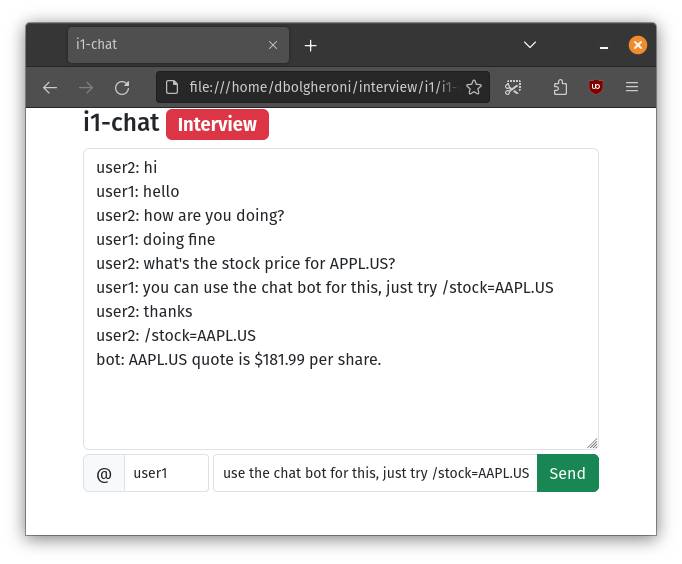 i1-chat
file:///home/dbolgheroni/interview/i1/i1-
i1-chat Interview
user2: hi
user1: hello
user2: how are you doing?
user1: doing fine
user2: what's the stock price for APPL.US?
user1: you can use the chat bot for this, just try /stock=AAPL.US
user2: thanks
user2: /stock=AAPL.US
bot: AAPL.US quote is $181.99 per share.
@ user1 use the chat bot for this, just try /stock=AAPL.US Send